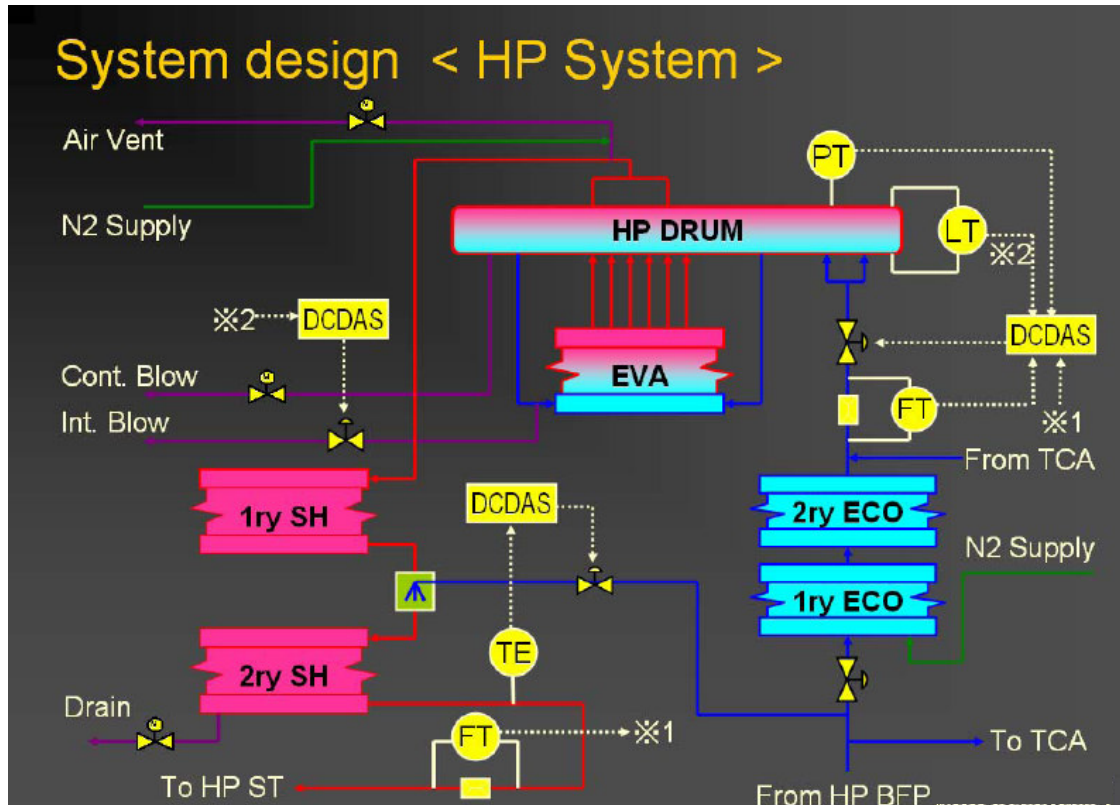 System design < HP System >
Air Vent
N2 Supply
PT
HP DRUM
LT
※2
※2
DCDAS
DCDAS
EVA
Cont. Blow
Int. Blow
FT
※1
From TCA
1ry SH
DCDAS
2ry ECO
N2 Supply
1ry ECO
2ry SH
TE
Drain
FT
※1
To TCA
To HP ST
From HP BFP